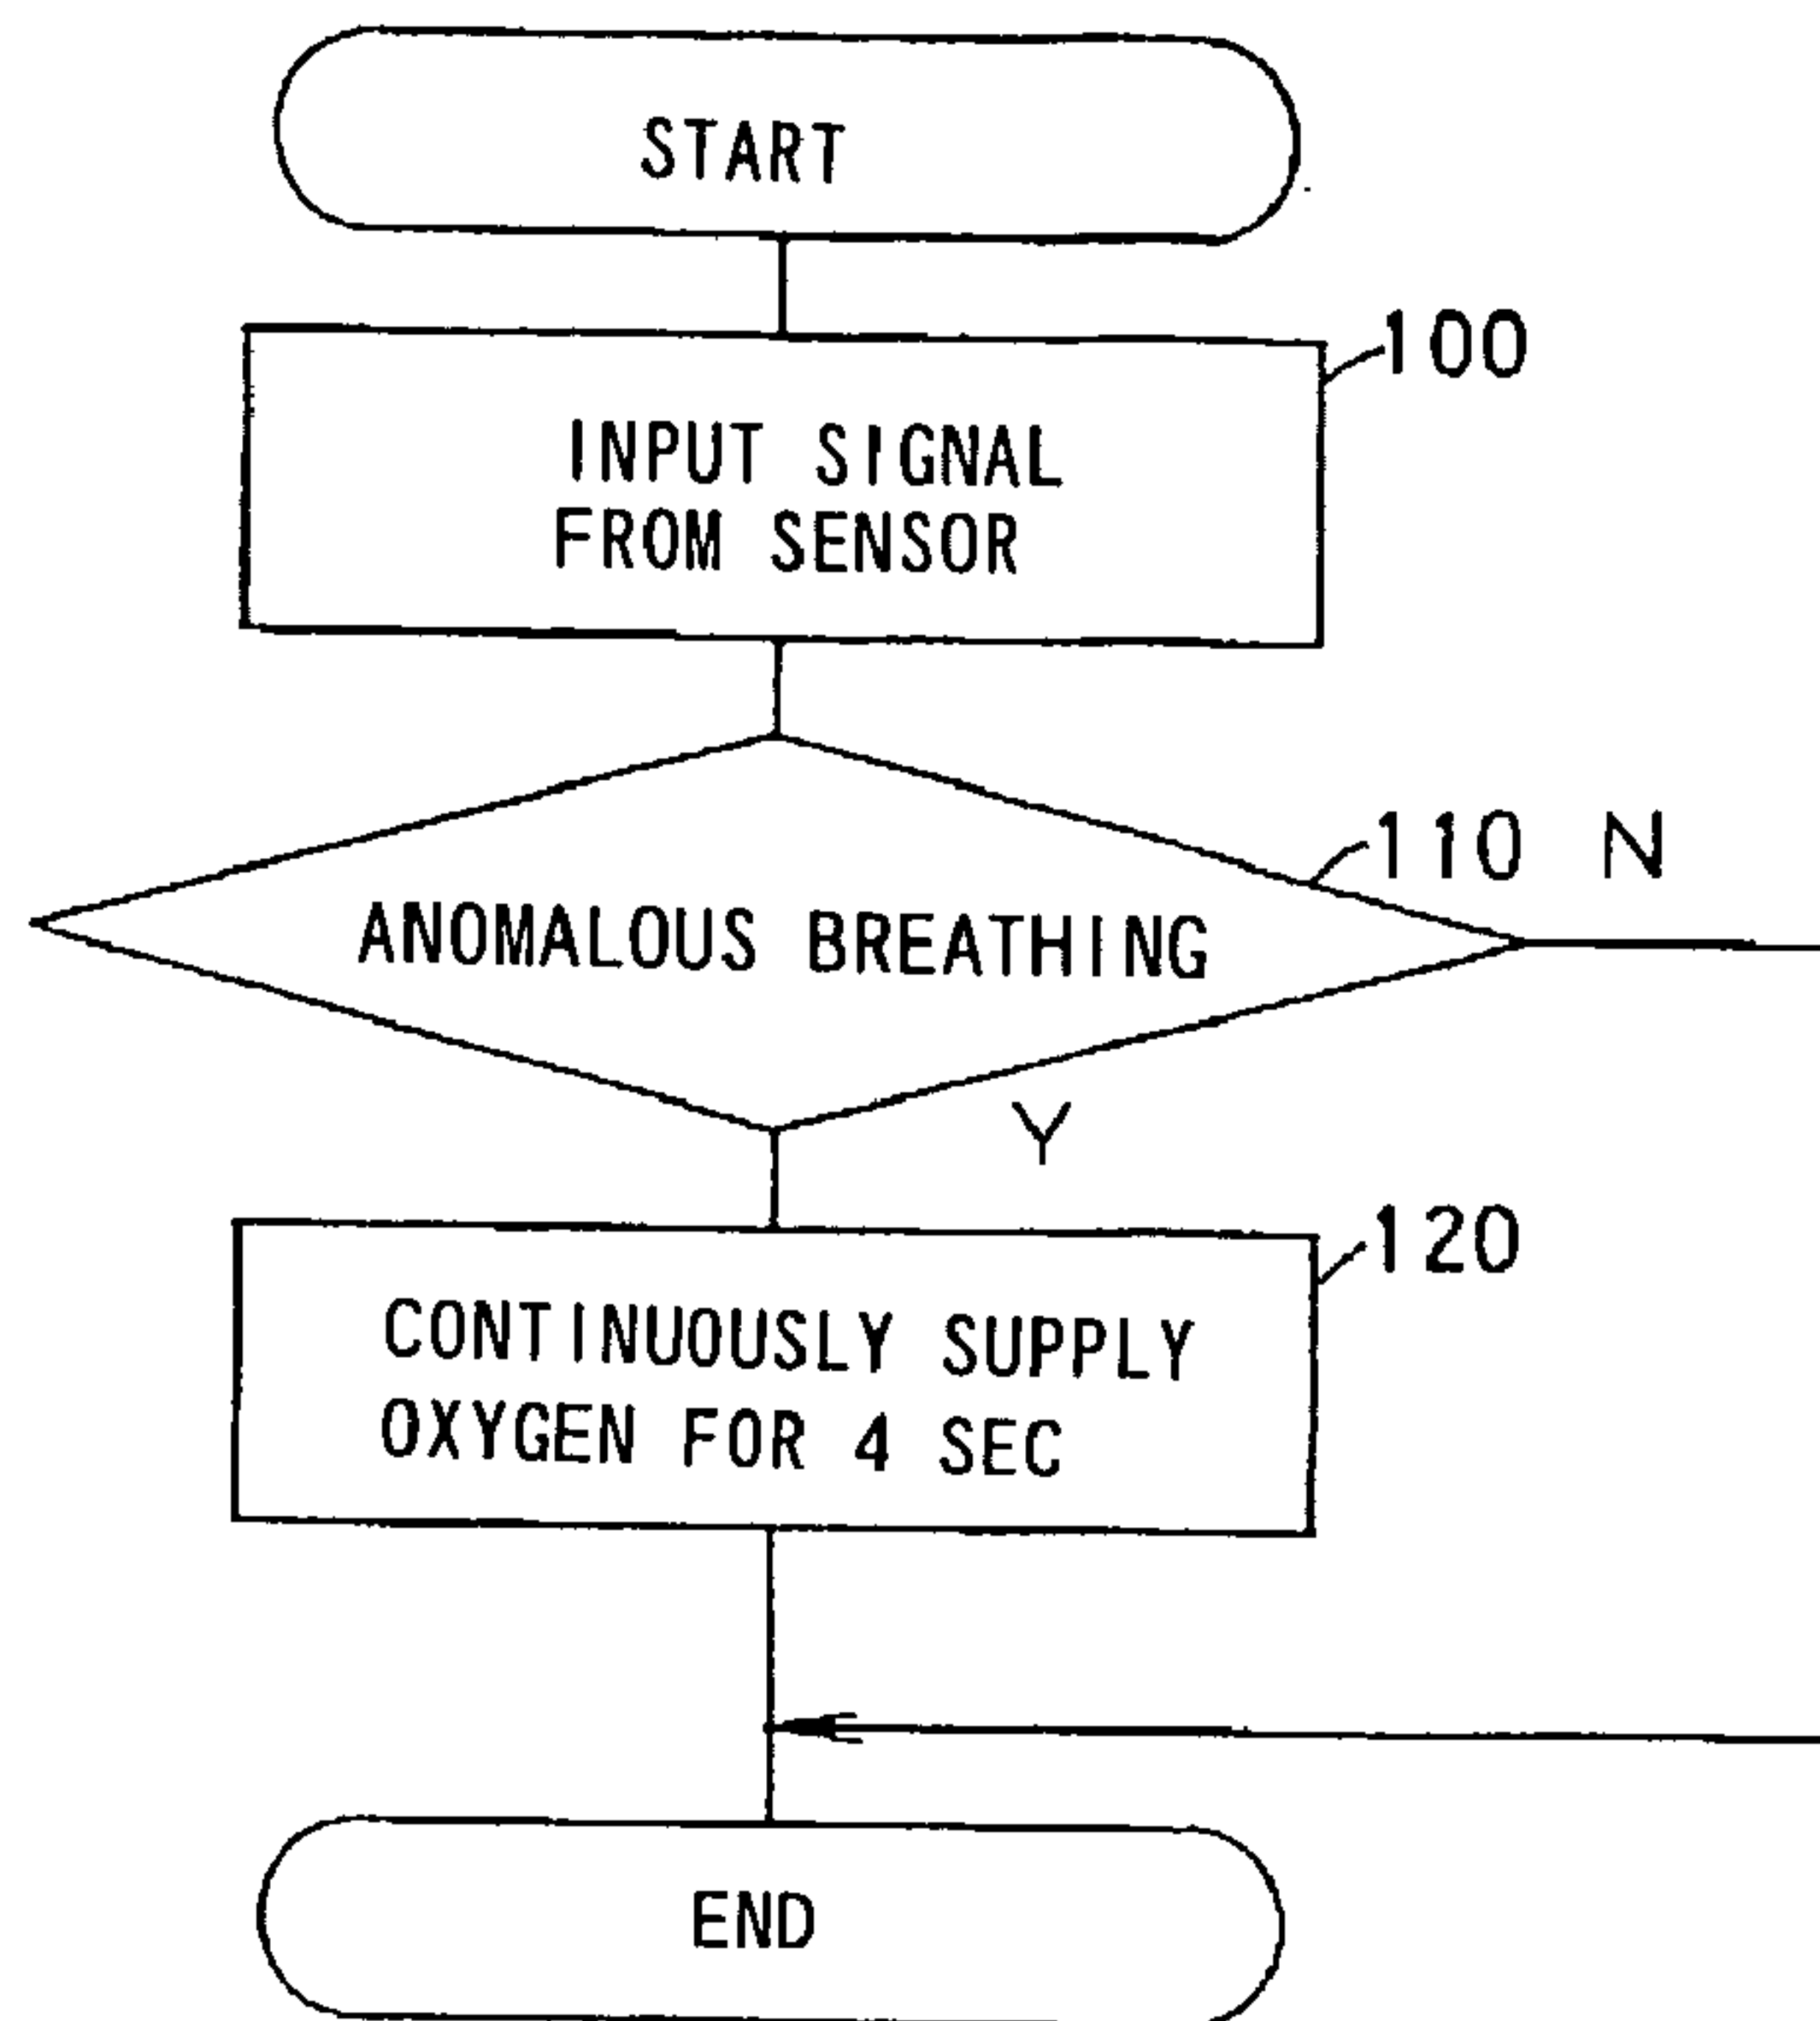 START
100
INPUT SIGNAL
FROM SENSOR
110 N
ANOMALOUS BREATHING
Y
120
CONTINUOUSLY SUPPLY
OXYGEN FOR 4 SEC
END